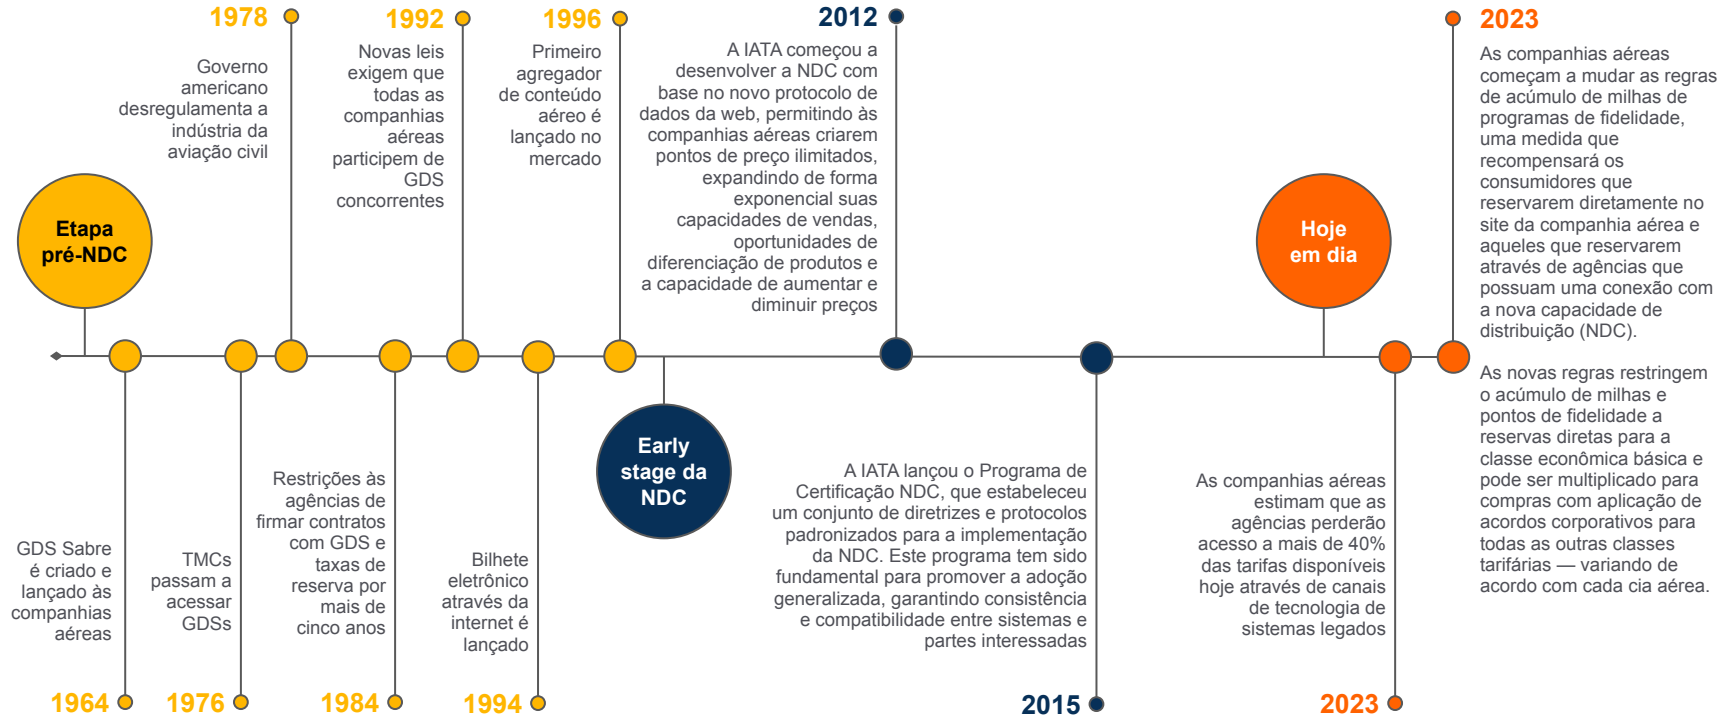 1978
Governo
americano
desregulamenta a
indústria da
aviação civil
1992
Novas leis
exigem que
todas as
companhias
aéreas
participem de
GDS
concorrentes
1996
Primeiro
agregador
de conteúdo
aéreo é
lançado no
mercado
2012
A IATA começou a
desenvolver a NDC com
base no novo protocolo de
dados da web, permitindo às
companhias aéreas criarem
pontos de preço ilimitados,
expandindo de forma
exponencial suas
capacidades de vendas,
oportunidades de
diferenciação de produtos e
a capacidade de aumentar e
diminuir preços
2023
As companhias aéreas
começam a mudar as regras
de acúmulo de milhas de
programas de fidelidade,
uma medida que
recompensará os
consumidores que
reservarem diretamente no
site da companhia aérea e
aqueles que reservarem
através de agências que
possuam uma conexão com
a nova capacidade de
distribuição (NDC).
As novas regras restringem
o acúmulo de milhas e
pontos de fidelidade a
reservas diretas para a
classe econômica básica e
pode ser multiplicado para
compras com aplicação de
acordos corporativos para
todas as outras classes
tarifárias — variando de
acordo com cada cia aérea.
Etapa
pré-NDC
Hoje
em dia
Early
stage da
NDC
GDS Sabre
é criado e
lançado às
companhias
aéreas
1964
TMCs
passam a
acessar
GDSs
1976
Restrições às
agências de
firmar contratos
com GDS e
taxas de
reserva por
mais de
cinco anos
1984
Bilhete
eletrônico
através da
internet é
lançado
1994
A IATA lançou o Programa de
Certificação NDC, que estabeleceu
um conjunto de diretrizes e protocolos
padronizados para a implementação
da NDC. Este programa tem sido
fundamental para promover a adoção
generalizada, garantindo consistência
e compatibilidade entre sistemas e
partes interessadas
2015
As companhias aéreas
estimam que as
agências perderão
acesso a mais de 40%
das tarifas disponíveis
hoje através de canais
de tecnologia de
sistemas legados
2023